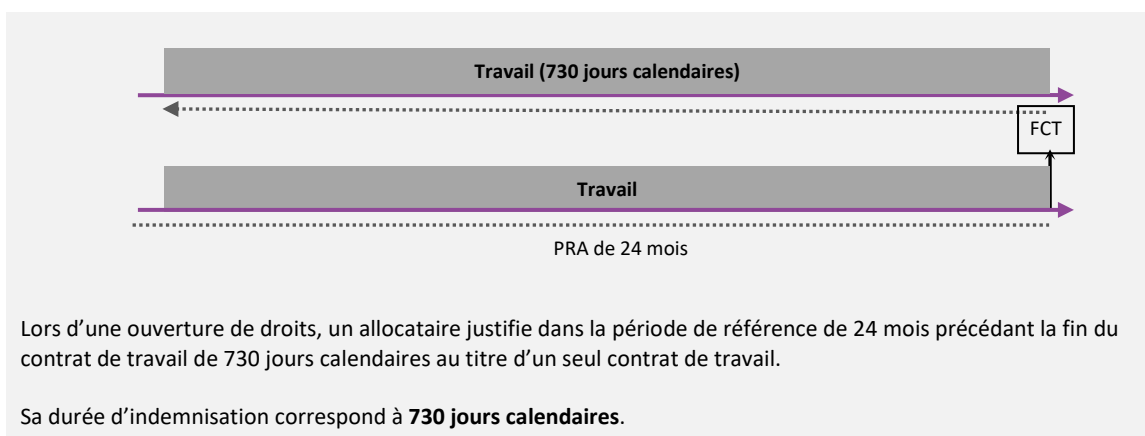 Travail (730 jours calendaires)
FCT
Travail
PRA de 24 mois
Lors d’une ouverture de droits, un allocataire justifie dans la période de référence de 24 mois précédant la fin du
contrat de travail de 730 jours calendaires au titre d’un seul contrat de travail.
Sa durée d’indemnisation correspond à 730 jours calendaires.